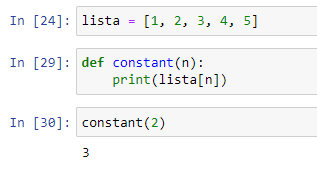 In [24]: lista = [1, 2, 3, 4, 5]
In [29]: def constant(n):
    print(lista[n])
In [30]: constant(2)
3